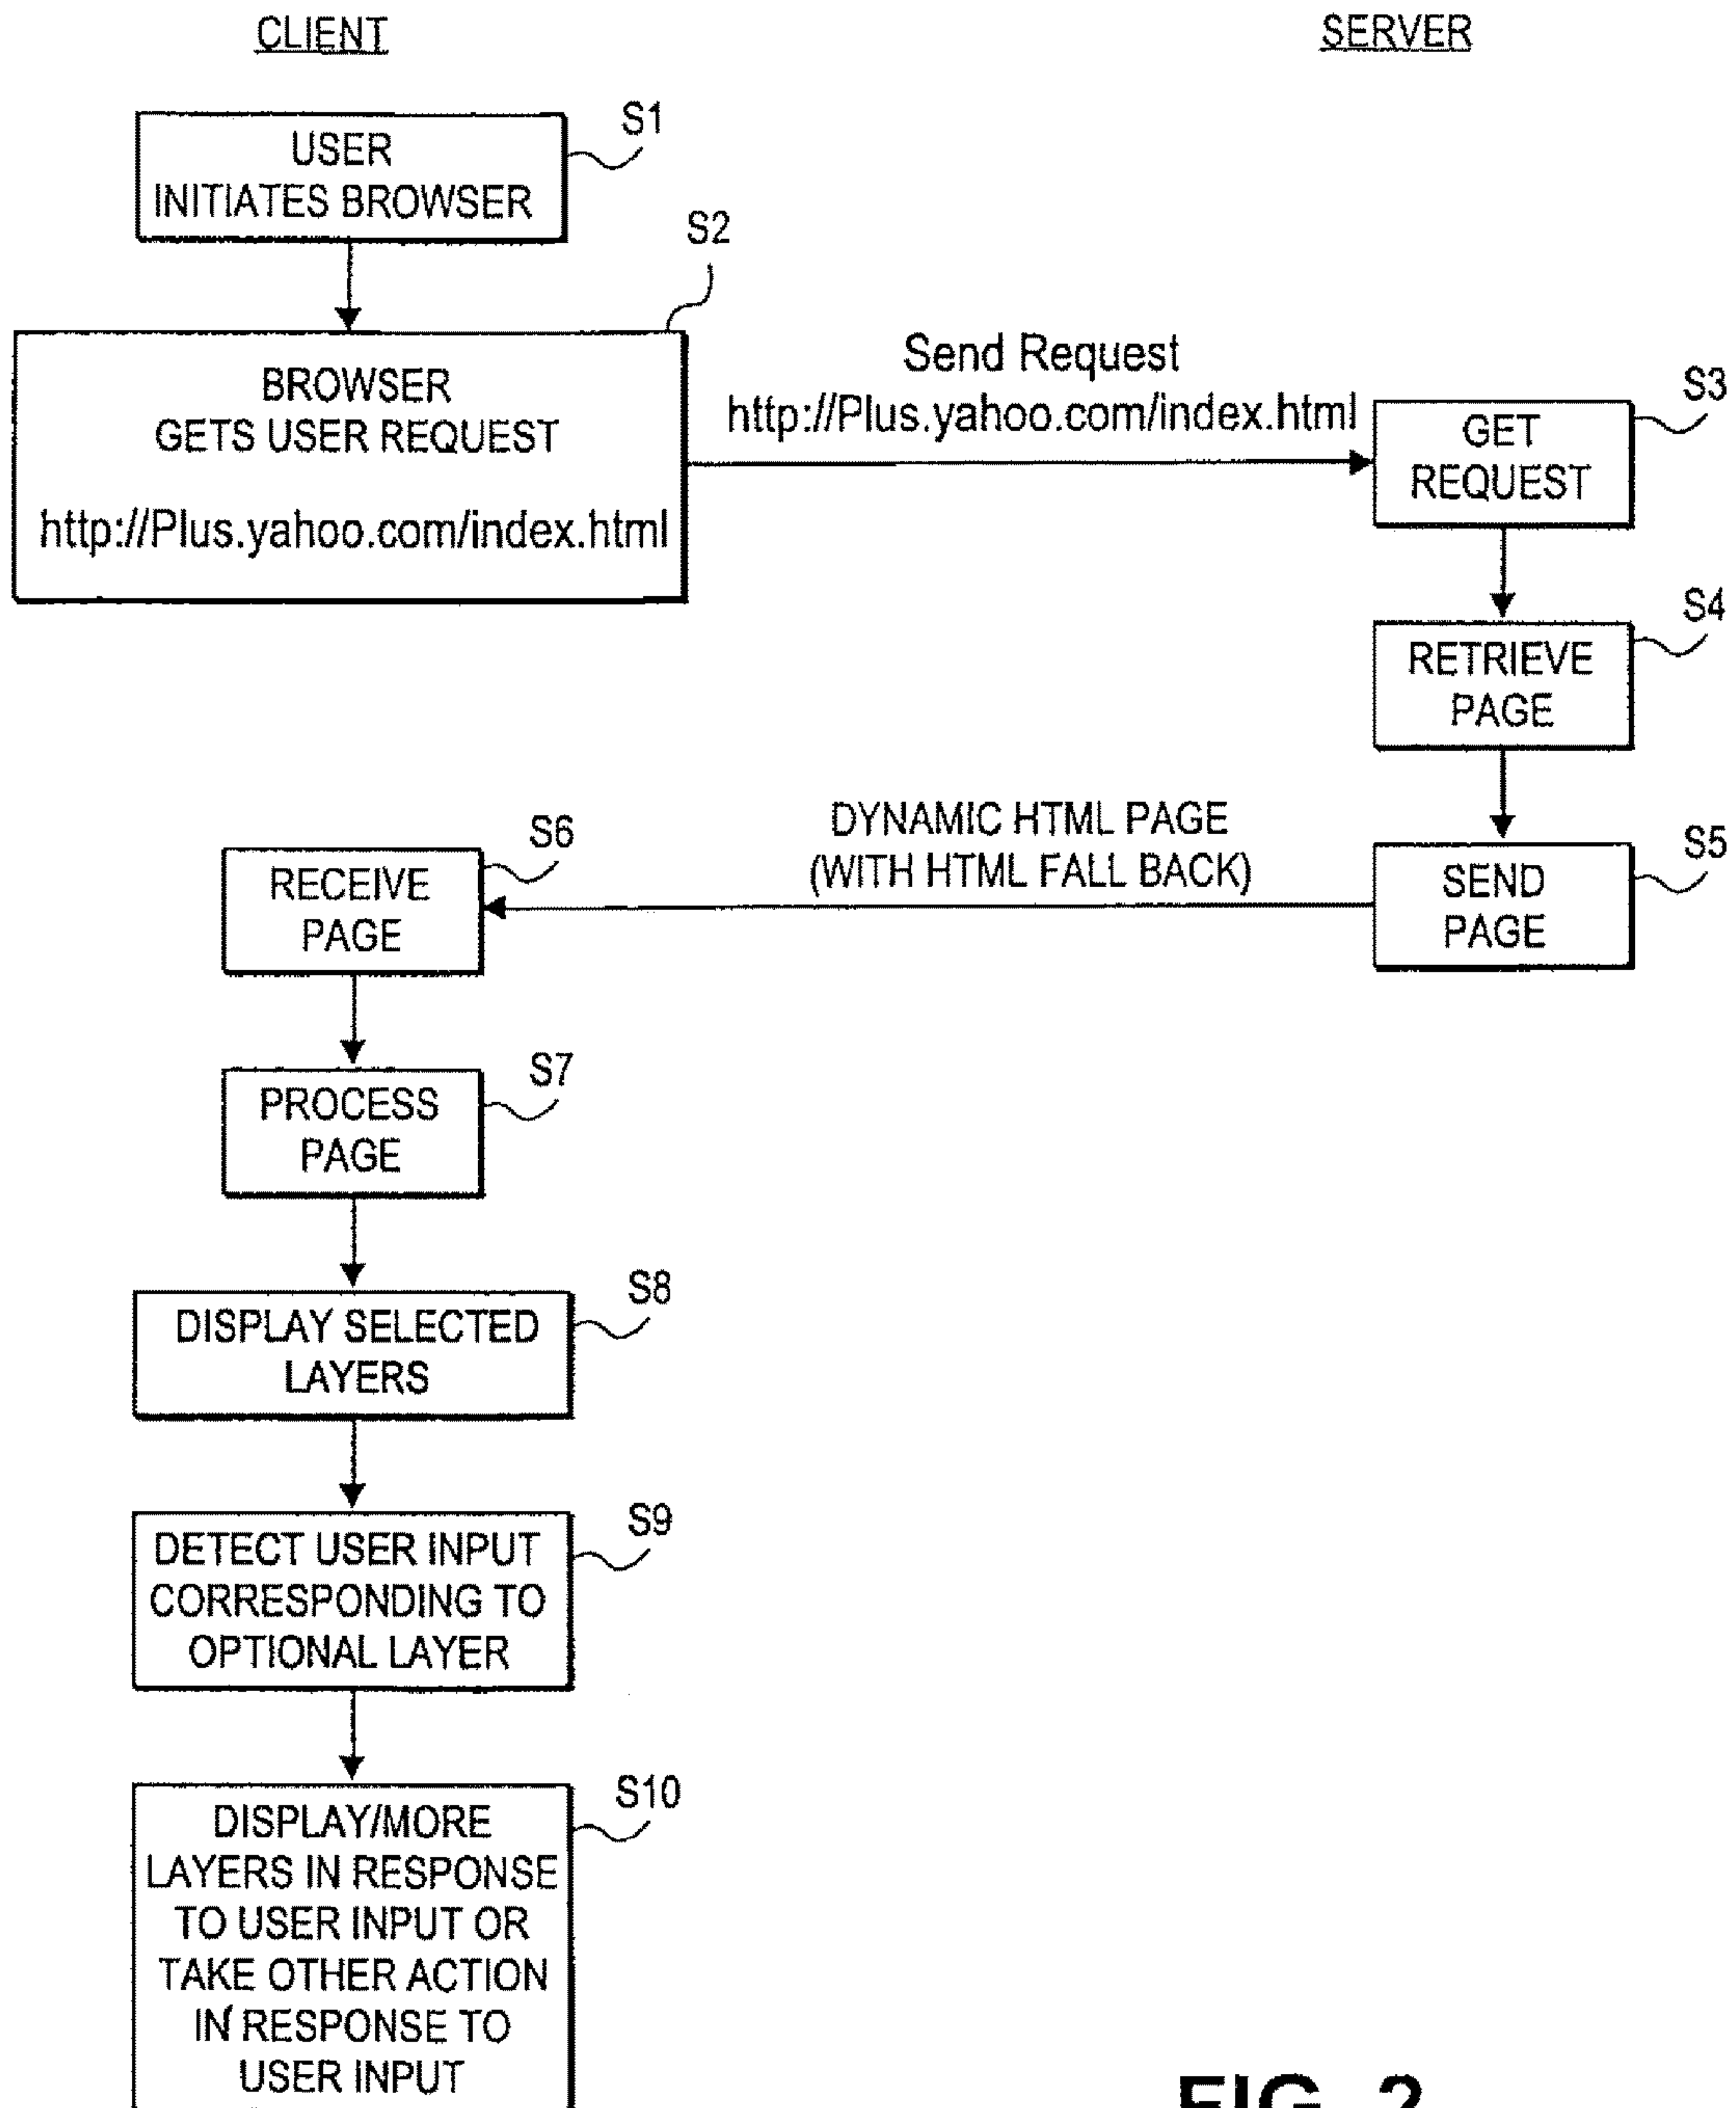 CLIENT
SERVER
S1
USER
INITIATES BROWSER
S2
BROWSER
GETS USER REQUEST
http://Plus.yahoo.com/index.html
Send Request
http://Plus.yahoo.com/index.html
S3
GET
REQUEST
S4
RETRIEVE
PAGE
S5
SEND
PAGE
DYNAMIC HTML PAGE
(WITH HTML FALL BACK)
S6
RECEIVE
PAGE
S7
PROCESS
PAGE
S8
DISPLAY SELECTED
LAYERS
S9
DETECT USER INPUT
CORRESPONDING TO
OPTIONAL LAYER
S10
DISPLAY/MORE
LAYERS IN RESPONSE
TO USER INPUT OR
TAKE OTHER ACTION
IN RESPONSE TO
USER INPUT
FIG. 2